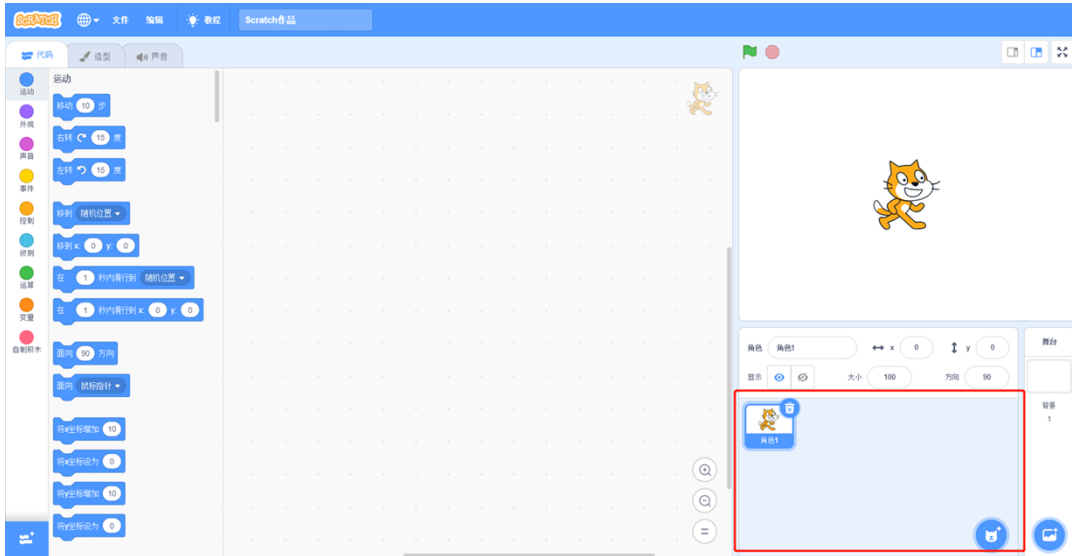 SCRATCH 文件 编辑 教程 Scratch作品
代码 造型 声音
运动
外观
声音
事件
控制
侦测
运算
变量
自制积木
运动
移动 10 步
右转 15 度
左转 15 度
移到 随机位置
移到 x: 0 y: 0
在 1 秒内滑行到 随机位置
在 1 秒内滑行到 x: 0 y: 0
面向 90 方向
面向 鼠标指针
将x坐标增加 10
将x坐标设为 0
将y坐标增加 10
将y坐标设为 0
角色 角色1 x 0 y 0
显示 大小 100 方向 90
角色1
舞台
背景
1